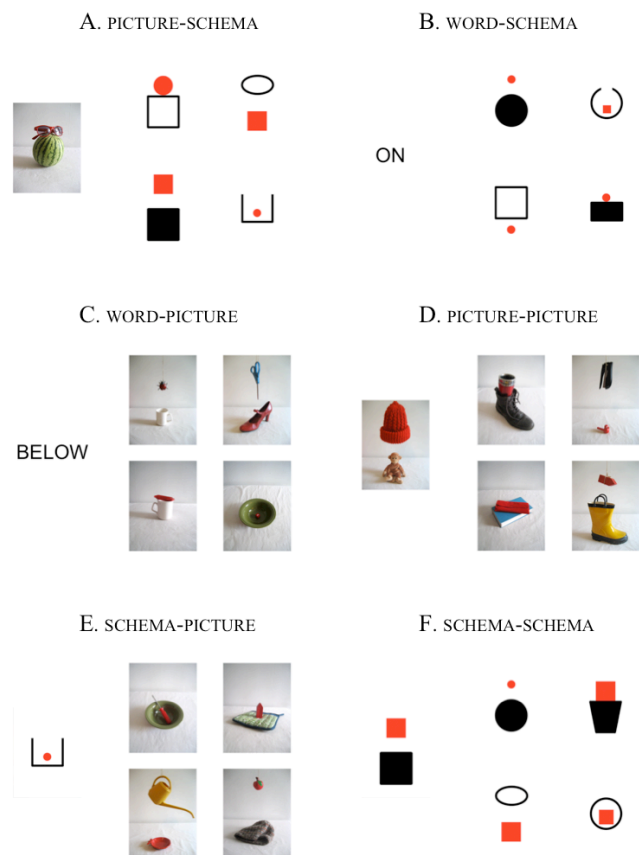 A. PICTURE-SCHEMA
B. WORD-SCHEMA
ON
C. WORD-PICTURE
D. PICTURE-PICTURE
BELOW
E. SCHEMA-PICTURE
F. SCHEMA-SCHEMA